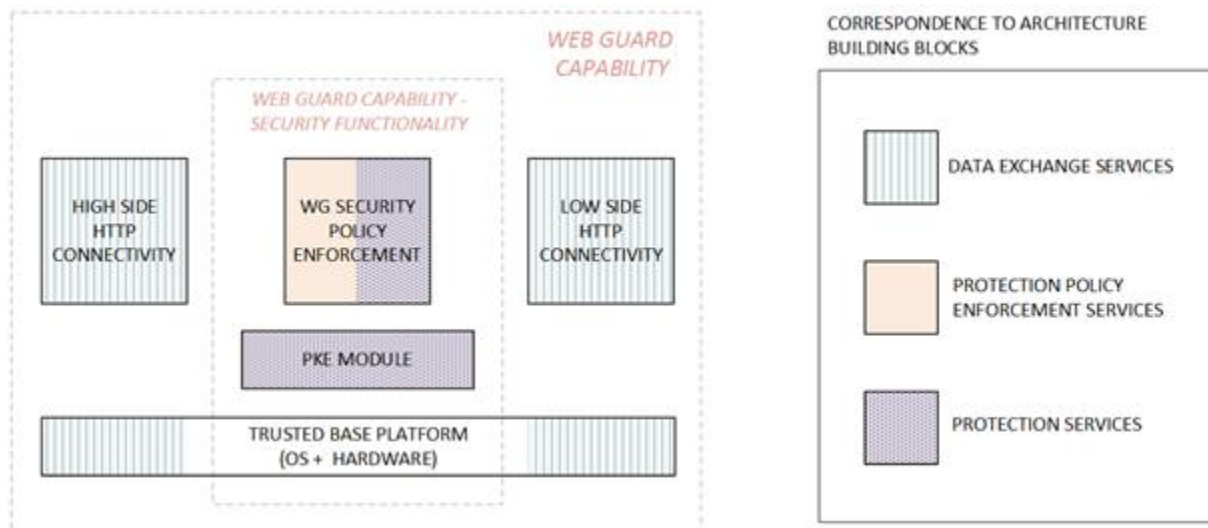 WEB GUARD
CAPABILITY
WEB GUARD CAPABILITY -
SECURITY FUNCTIONALITY
HIGH SIDE
HTTP
CONNECTIVITY
WG SECURITY
POLICY
ENFORCEMENT
LOW SIDE
HTTP
CONNECTIVITY
PKE MODULE
TRUSTED BASE PLATFORM
(OS + HARDWARE)
CORRESPONDENCE TO ARCHITECTURE
BUILDING BLOCKS
DATA EXCHANGE SERVICES
PROTECTION POLICY
ENFORCEMENT SERVICES
PROTECTION SERVICES